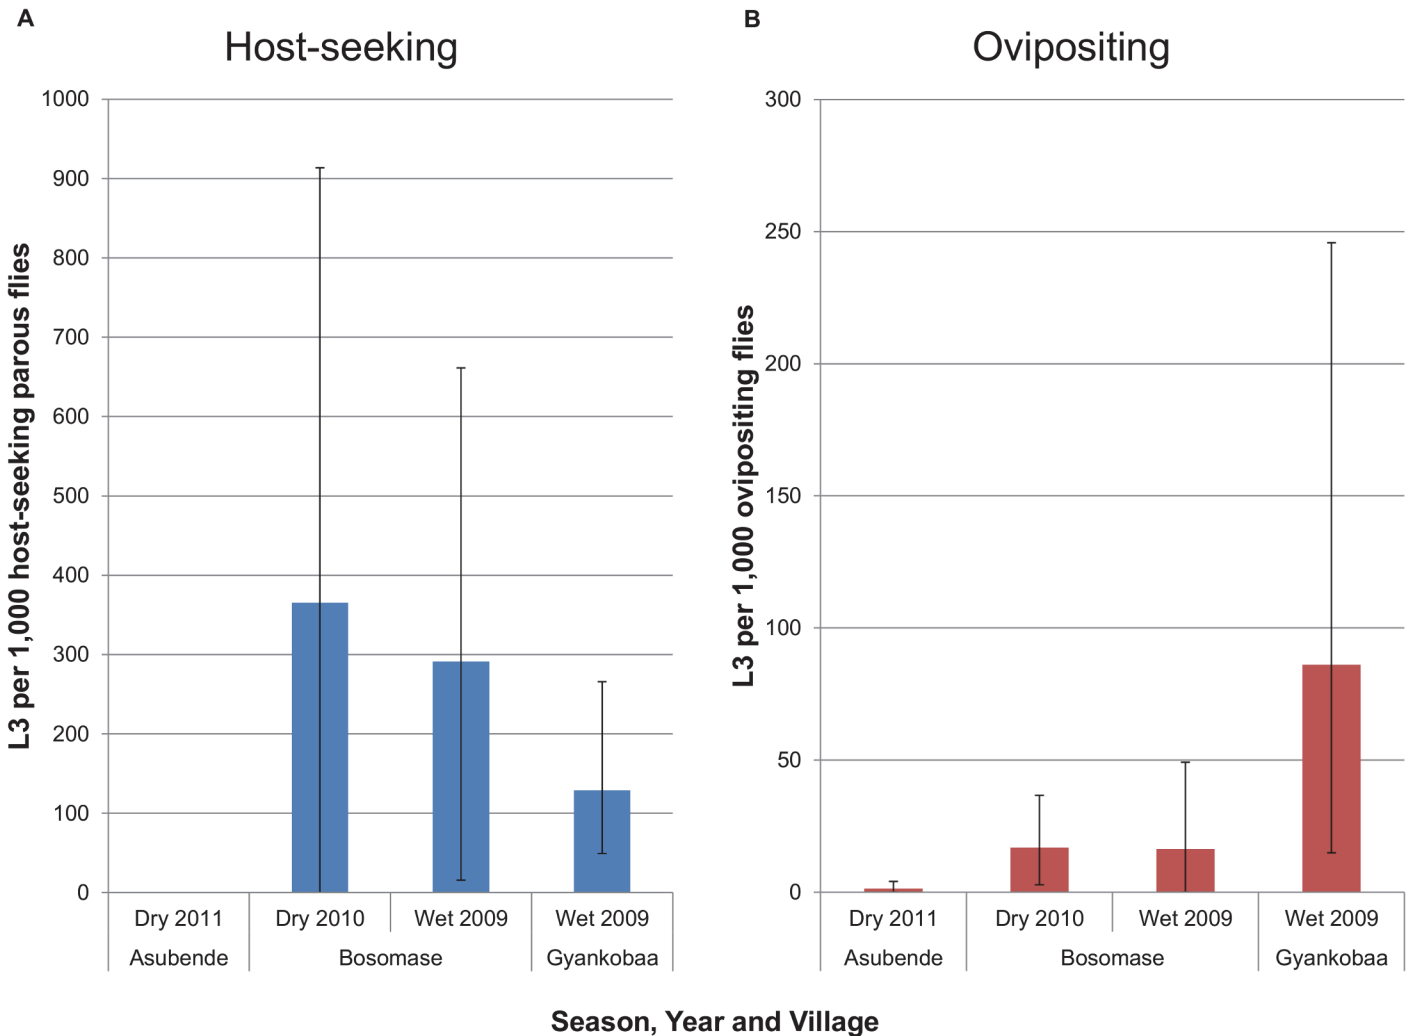 A
Host-seeking
L3 per 1,000 host-seeking parous flies
1000
900
800
700
600
500
400
300
200
100
0
Dry 2011
Dry 2010
Wet 2009
Wet 2009
Asubende
Bosomase
Gyankobaa
B
Ovipositing
L3 per 1,000 ovipositing flies
300
250
200
150
100
50
0
Dry 2011
Dry 2010
Wet 2009
Wet 2009
Asubende
Bosomase
Gyankobaa
Season, Year and Village